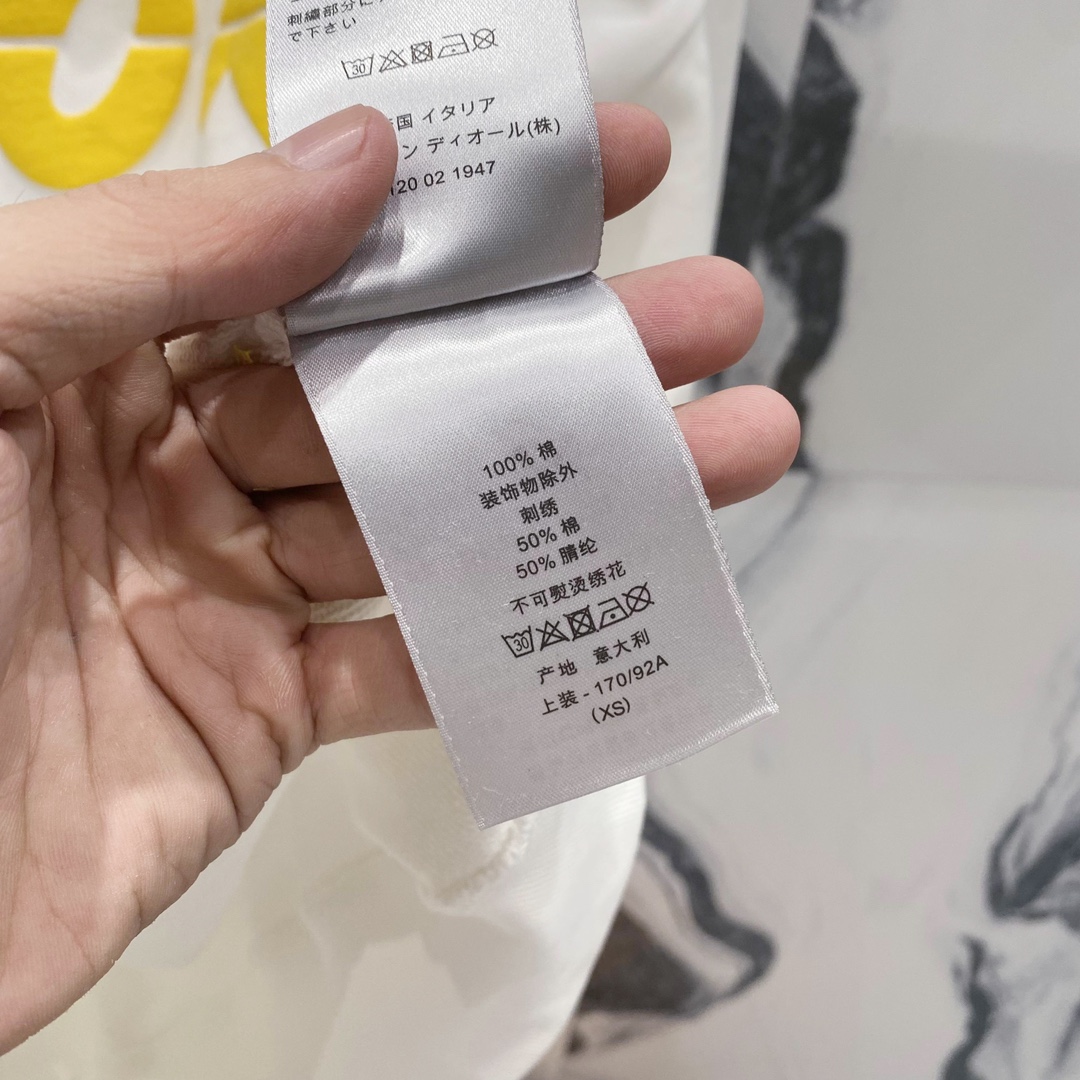 刺繍部分に
で下さい
30
国 イタリア
ン ディオール(株)
120 02 1947
100% 棉
装饰物除外
刺绣
50% 棉
50% 腈纶
不可熨烫绣花
30
产地 意大利
上装 - 170/92A
(XS)